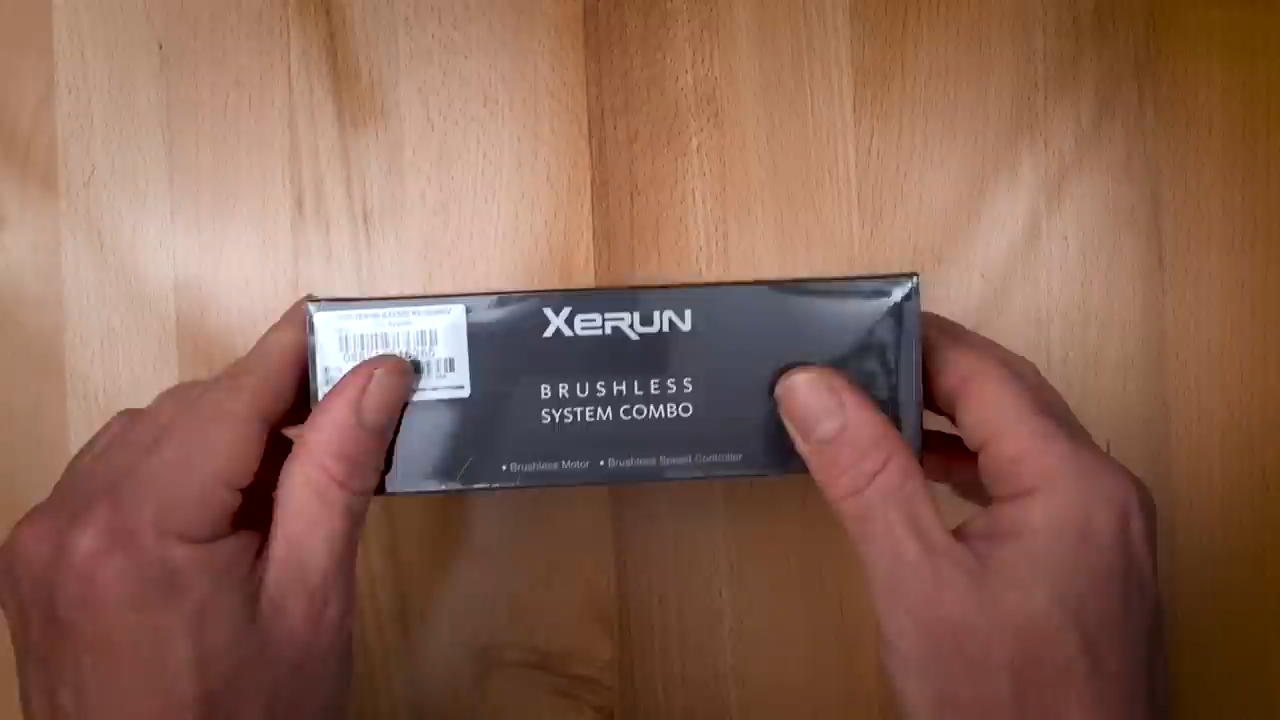 XERUN
BRUSHLESS
SYSTEM COMBO
• Brushless Motor • Brushless Speed Controller